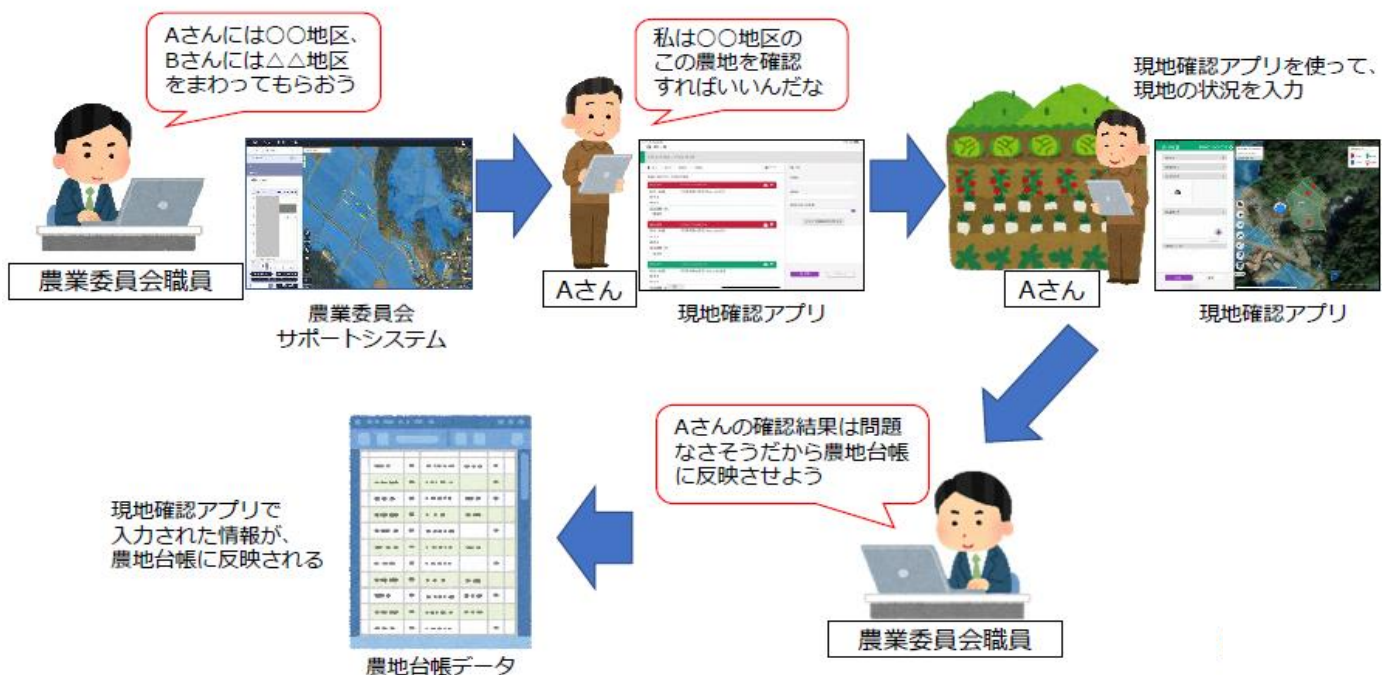 Aさんには○○地区、
Bさんには△△地区
をまわってもらおう
農業委員会職員
農業委員会
サポートシステム
私は○○地区の
この農地を確認
すればいいんだな
Aさん
現地確認アプリ
現地確認アプリを使って、
現地の状況を入力
Aさん
現地確認アプリ
Aさんの確認結果は問題
なさそうだから農地台帳
に反映させよう
農業委員会職員
現地確認アプリで
入力された情報が、
農地台帳に反映される
農地台帳データ